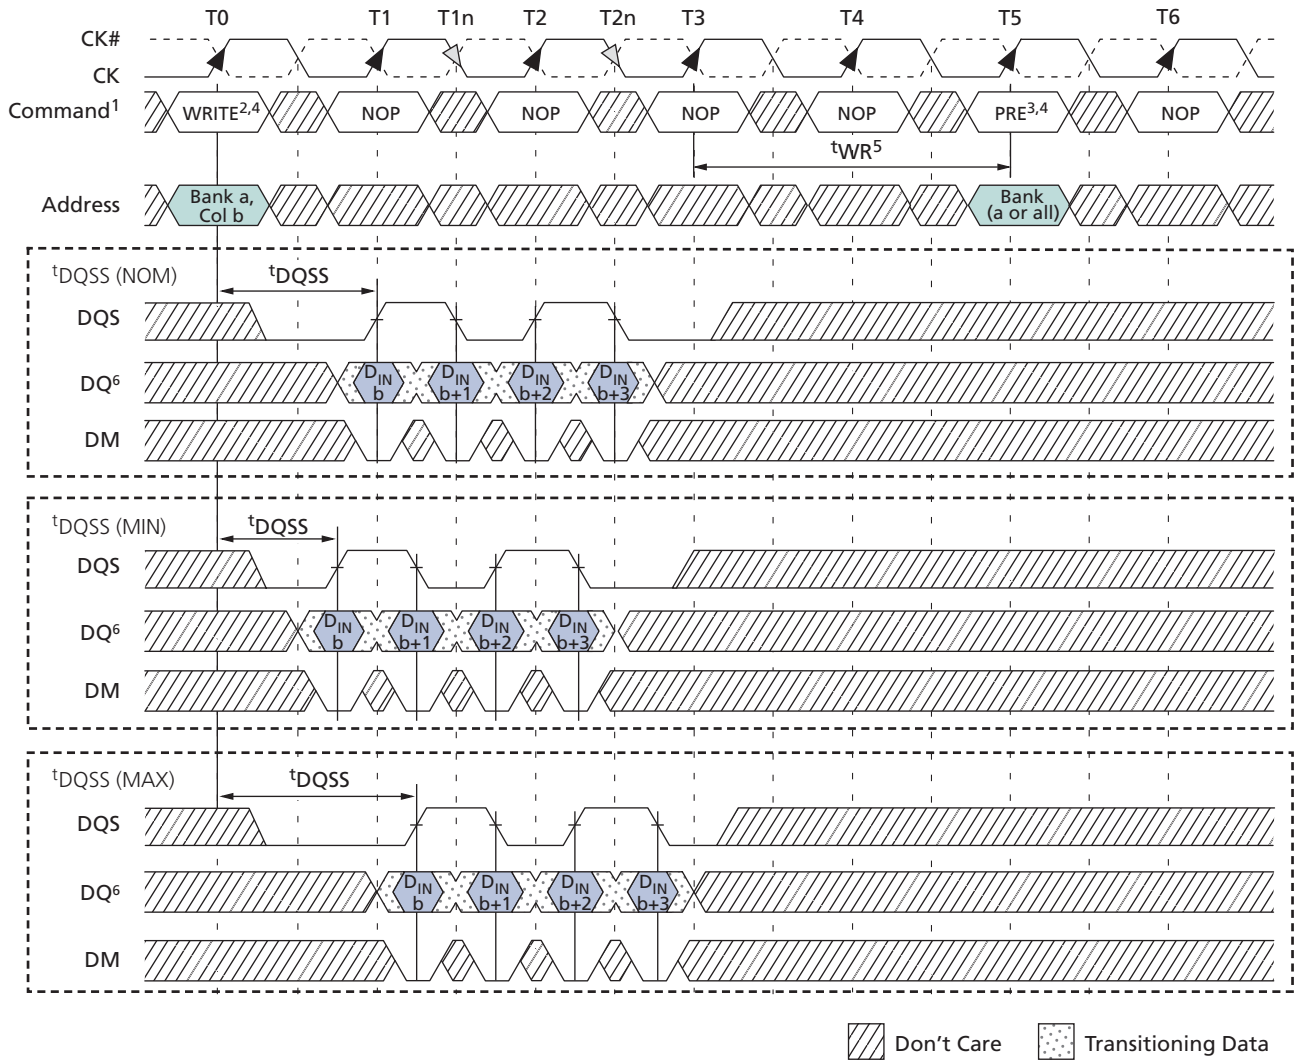 T0 T1 T1n T2 T2n T3 T4 T5 T6
CK#
CK
Command¹ WRITE²,⁴ NOP NOP NOP NOP PRE³,⁴ NOP
ᵗWR⁵
Address Bank a, Col b Bank (a or all)
ᵗDQSS (NOM) ᵗDQSS
DQS
DQ⁶ DIN b DIN b+1 DIN b+2 DIN b+3
DM
ᵗDQSS (MIN) ᵗDQSS
DQS
DQ⁶ DIN b DIN b+1 DIN b+2 DIN b+3
DM
ᵗDQSS (MAX) ᵗDQSS
DQS
DQ⁶ DIN b DIN b+1 DIN b+2 DIN b+3
DM
Don't Care Transitioning Data